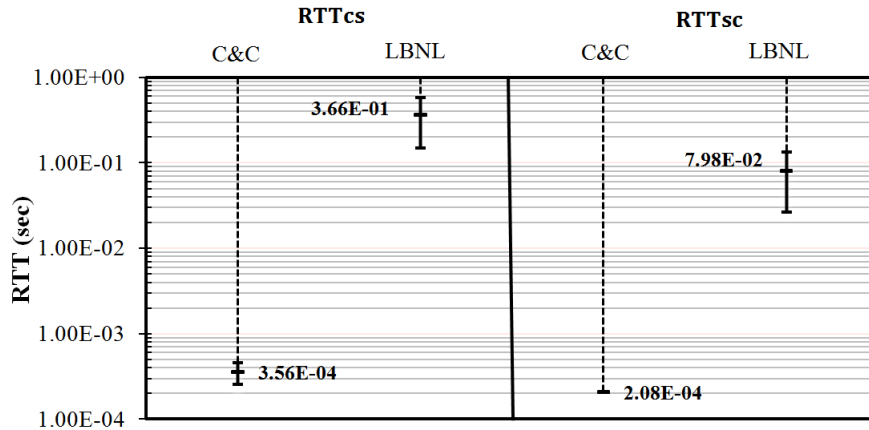 RTTcs RTTsc
C&C LBNL C&C LBNL
1.00E+00
3.66E-01
1.00E-01
7.98E-02
1.00E-02
RTT (sec)
1.00E-03
3.56E-04
2.08E-04
1.00E-04